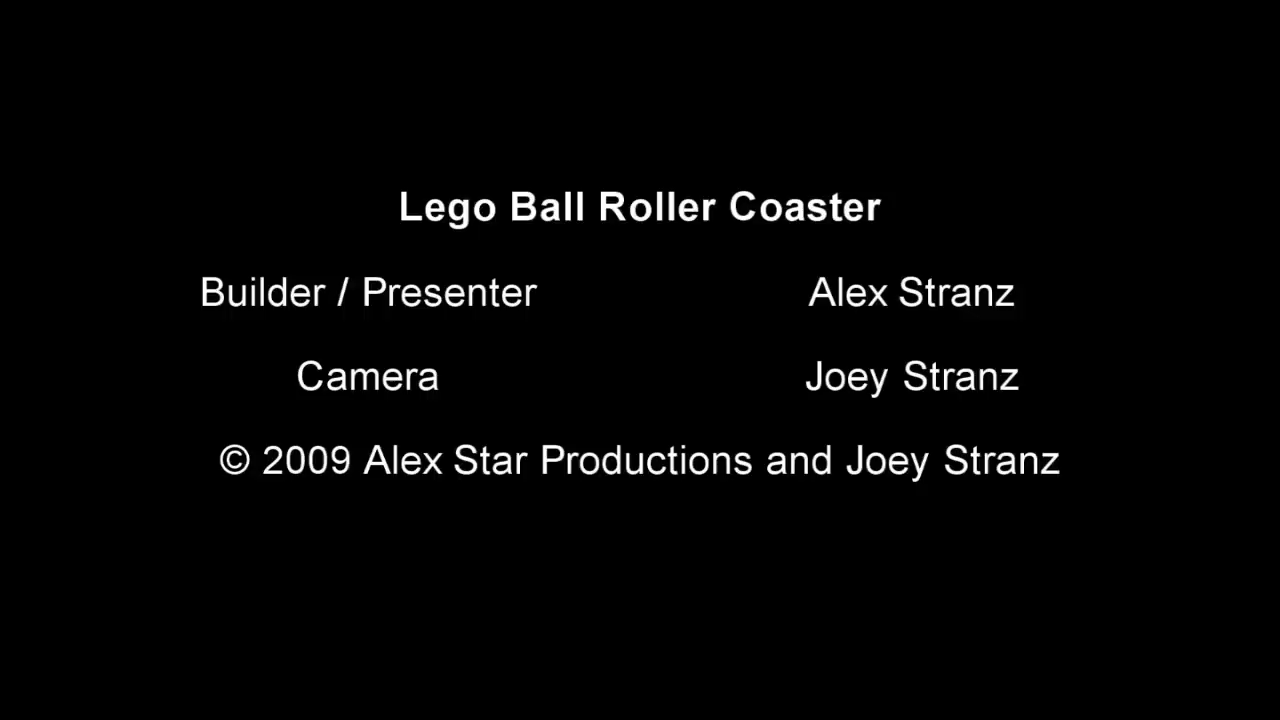 Lego Ball Roller Coaster
Builder / Presenter Alex Stranz
Camera Joey Stranz
© 2009 Alex Star Productions and Joey Stranz